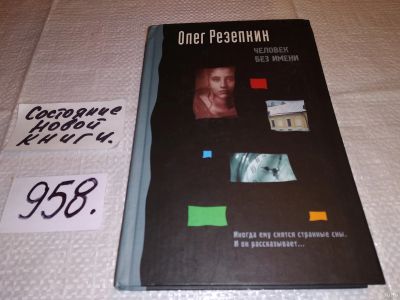 Олег Резепкин
ЧЕЛОВЕК
БЕЗ ИМЕНИ
Состояние
новой
книги.
958.
Иногда ему снятся странные сны.
И он рассказывает...